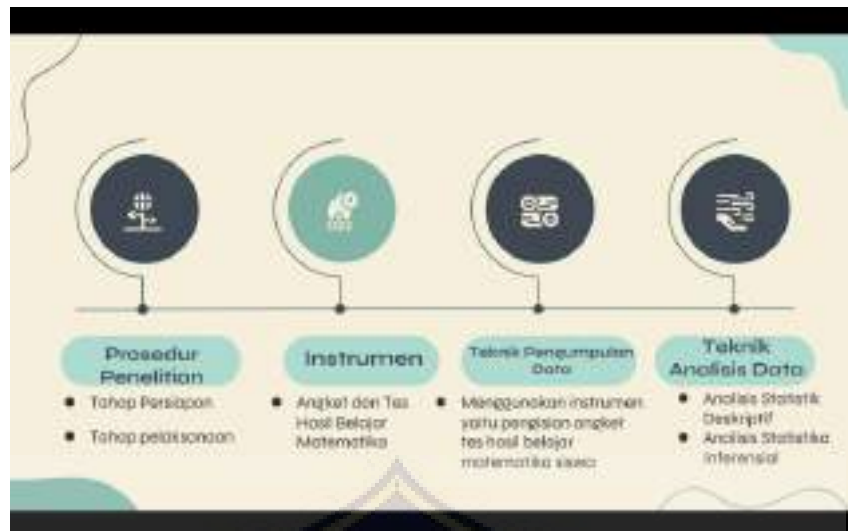 Prosedur
Penelitian
Tahap Persiapan
Tahap pelaksanaan
Instrumen
Angket dan Tes
Hasil Belajar
Matematika
Teknik Pengumpulan
Data
Menggunakan instrumen
yaitu pengisian angket
tes hasil belajar
matematika siswa
Teknik
Analisis Data
Analisis Statistik
Deskriptif
Analisis Statistika
Inferensial